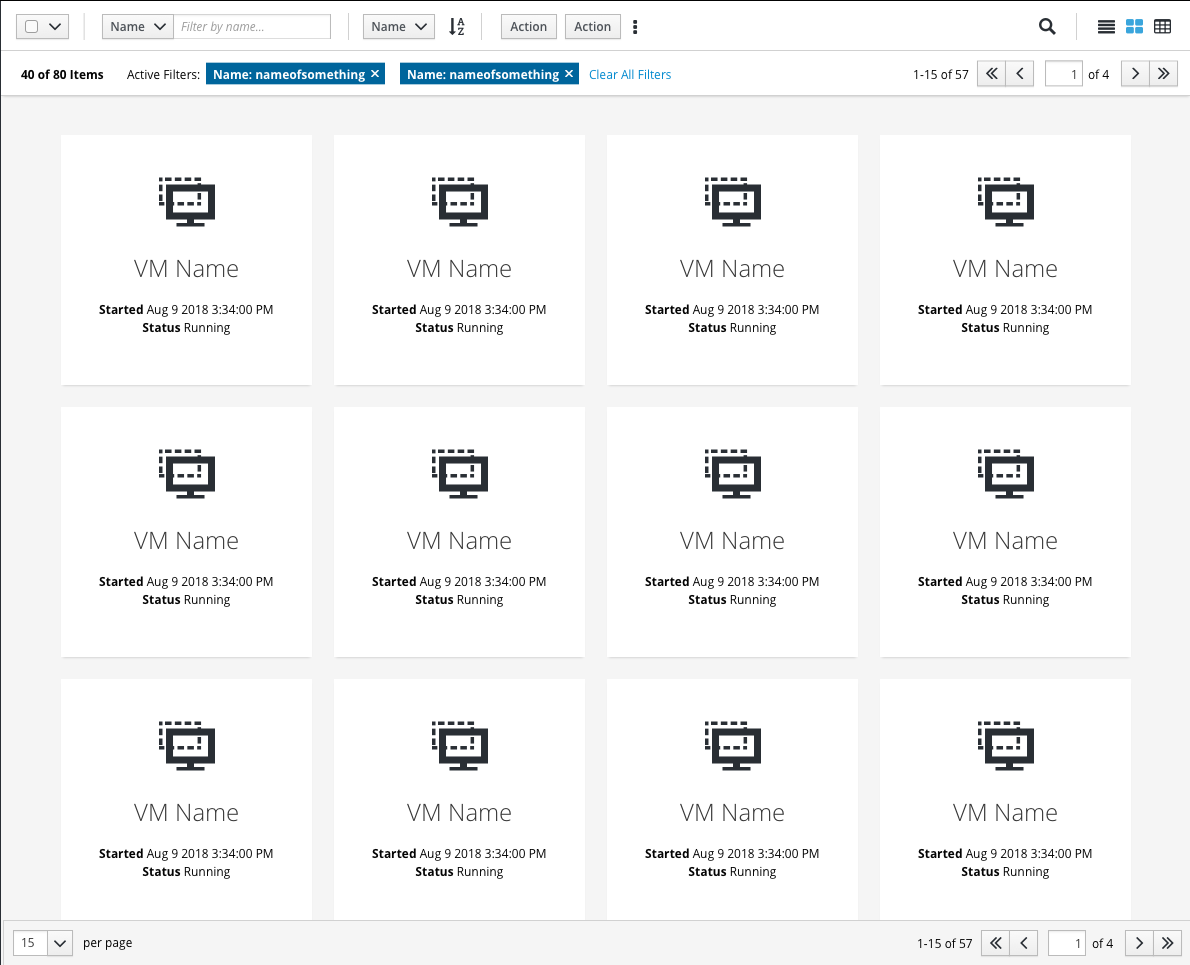 Name Filter by name... Name A Z Action Action
40 of 80 Items Active Filters: Name: nameofsomething × Name: nameofsomething × Clear All Filters 1-15 of 57 1 of 4
VM Name VM Name VM Name VM Name
Started Aug 9 2018 3:34:00 PM Started Aug 9 2018 3:34:00 PM Started Aug 9 2018 3:34:00 PM Started Aug 9 2018 3:34:00 PM
Status Running Status Running Status Running Status Running
VM Name VM Name VM Name VM Name
Started Aug 9 2018 3:34:00 PM Started Aug 9 2018 3:34:00 PM Started Aug 9 2018 3:34:00 PM Started Aug 9 2018 3:34:00 PM
Status Running Status Running Status Running Status Running
VM Name VM Name VM Name VM Name
Started Aug 9 2018 3:34:00 PM Started Aug 9 2018 3:34:00 PM Started Aug 9 2018 3:34:00 PM Started Aug 9 2018 3:34:00 PM
Status Running Status Running Status Running Status Running
15 per page 1-15 of 57 1 of 4